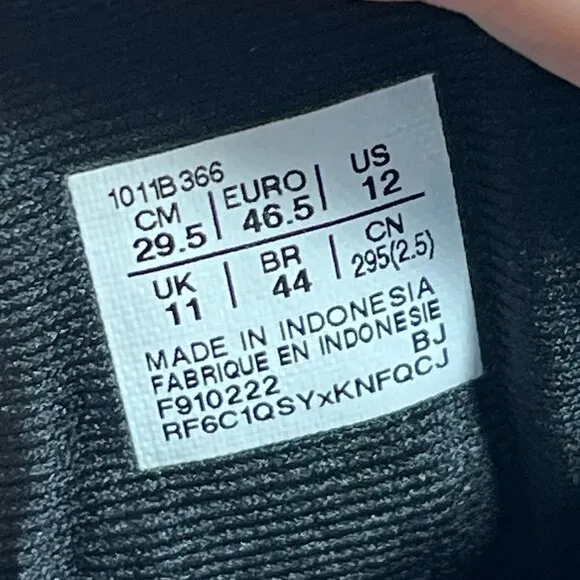 1011B366
CM | EURO | US
29.5 | 46.5 | 12
UK | BR | CN
11 | 44 | 295(2.5)
MADE IN INDONESIA
FABRIQUE EN INDONESIE
F910222 BJ
RF6C1QSYxKNFQCJ